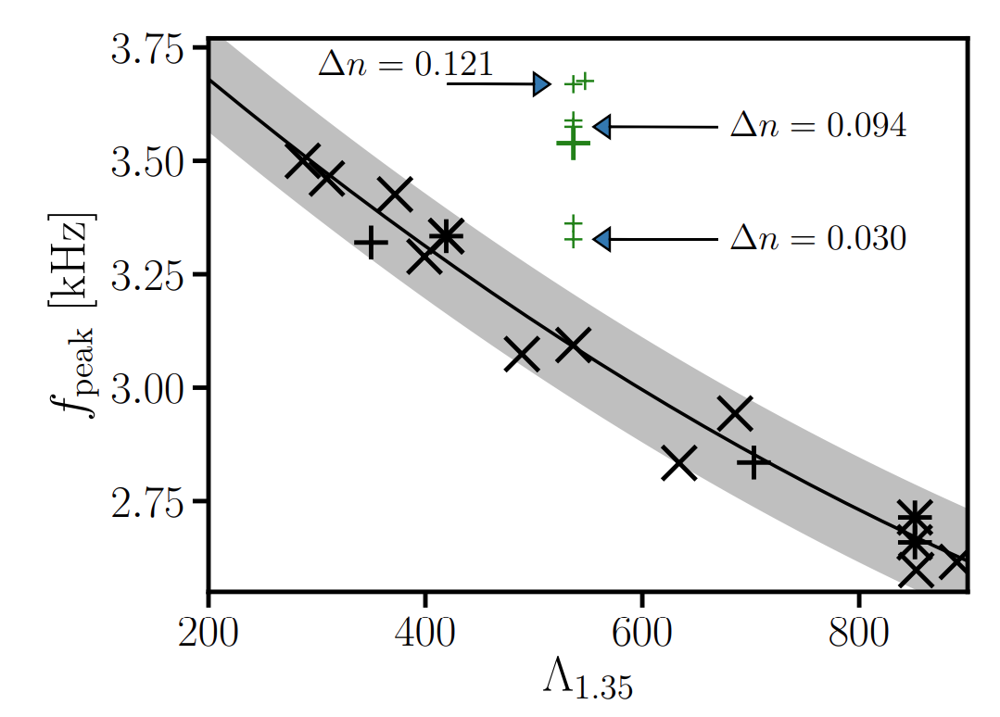 3.75
Δn = 0.121
Δn = 0.094
3.50
Δn = 0.030
3.25
f_peak [kHz]
3.00
2.75
200 400 600 800
Λ_1.35